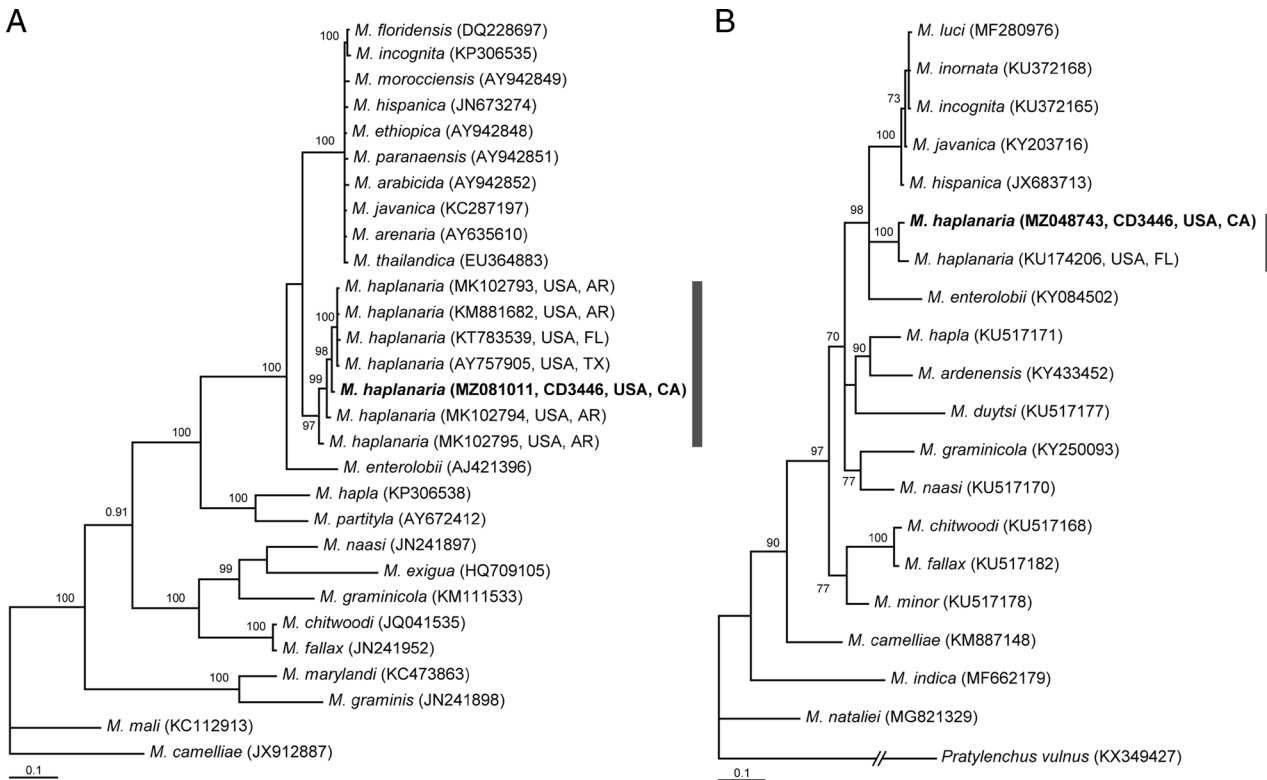 A
M. floridensis (DQ228697)
100
M. incognita (KP306535)
M. morocciensis (AY942849)
M. hispanica (JN673274)
M. ethiopica (AY942848)
100
M. paranaensis (AY942851)
M. arabicida (AY942852)
M. javanica (KC287197)
M. arenaria (AY635610)
M. thailandica (EU364883)
M. haplanaria (MK102793, USA, AR)
M. haplanaria (KM881682, USA, AR)
100
M. haplanaria (KT783539, USA, FL)
98
M. haplanaria (AY757905, USA, TX)
100
99
M. haplanaria (MZ081011, CD3446, USA, CA)
M. haplanaria (MK102794, USA, AR)
97
M. haplanaria (MK102795, USA, AR)
100
M. enterolobii (AJ421396)
M. hapla (KP306538)
100
M. partityla (AY672412)
0.91
M. naasi (JN241897)
99
M. exigua (HQ709105)
100
100
M. graminicola (KM111533)
M. chitwoodi (JQ041535)
100
M. fallax (JN241952)
M. marylandi (KC473863)
100
M. graminis (JN241898)
M. mali (KC112913)
M. camelliae (JX912887)
0.1
B
M. luci (MF280976)
M. inornata (KU372168)
73
M. incognita (KU372165)
100
M. javanica (KY203716)
M. hispanica (JX683713)
98
M. haplanaria (MZ048743, CD3446, USA, CA)
100
M. haplanaria (KU174206, USA, FL)
M. enterolobii (KY084502)
70
M. hapla (KU517171)
90
M. ardenensis (KY433452)
M. duytsi (KU517177)
97
M. graminicola (KY250093)
77
M. naasi (KU517170)
M. chitwoodi (KU517168)
100
90
M. fallax (KU517182)
77
M. minor (KU517178)
M. camelliae (KM887148)
M. indica (MF662179)
M. nataliei (MG821329)
Pratylenchus vulnus (KX349427)
0.1